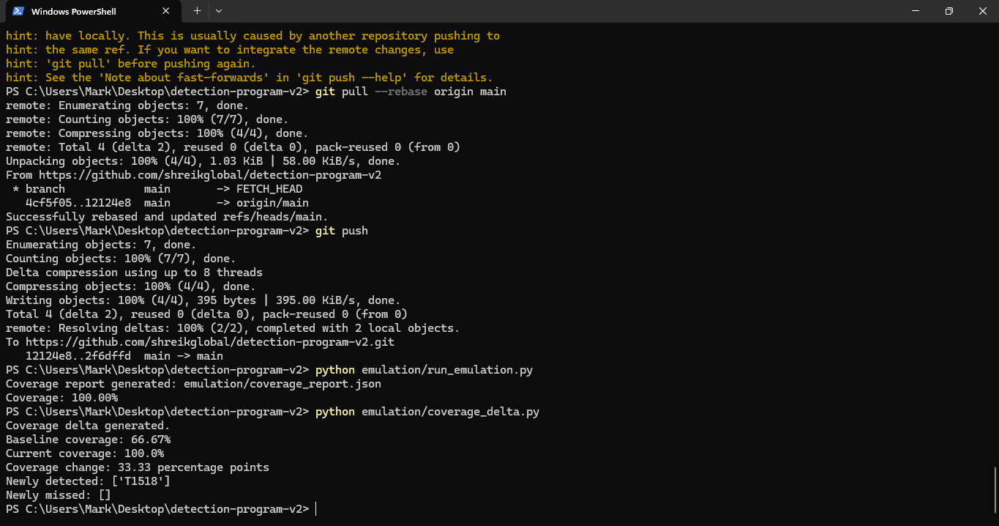 Windows PowerShell
hint: have locally. This is usually caused by another repository pushing to
hint: the same ref. If you want to integrate the remote changes, use
hint: 'git pull' before pushing again.
hint: See the 'Note about fast-forwards' in 'git push --help' for details.
PS C:\Users\Mark\Desktop\detection-program-v2> git pull --rebase origin main
remote: Enumerating objects: 7, done.
remote: Counting objects: 100% (7/7), done.
remote: Compressing objects: 100% (4/4), done.
remote: Total 4 (delta 2), reused 0 (delta 0), pack-reused 0 (from 0)
Unpacking objects: 100% (4/4), 1.03 KiB | 58.00 KiB/s, done.
From https://github.com/shreikglobal/detection-program-v2
 * branch            main       -> FETCH_HEAD
   4cf5f05..12124e8  main       -> origin/main
Successfully rebased and updated refs/heads/main.
PS C:\Users\Mark\Desktop\detection-program-v2> git push
Enumerating objects: 7, done.
Counting objects: 100% (7/7), done.
Delta compression using up to 8 threads
Compressing objects: 100% (4/4), done.
Writing objects: 100% (4/4), 395 bytes | 395.00 KiB/s, done.
Total 4 (delta 2), reused 0 (delta 0), pack-reused 0 (from 0)
remote: Resolving deltas: 100% (2/2), completed with 2 local objects.
To https://github.com/shreikglobal/detection-program-v2.git
   12124e8..2f6dffd  main -> main
PS C:\Users\Mark\Desktop\detection-program-v2> python emulation/run_emulation.py
Coverage report generated: emulation/coverage_report.json
Coverage: 100.00%
PS C:\Users\Mark\Desktop\detection-program-v2> python emulation/coverage_delta.py
Coverage delta generated.
Baseline coverage: 66.67%
Current coverage: 100.0%
Coverage change: 33.33 percentage points
Newly detected: ['T1518']
Newly missed: []
PS C:\Users\Mark\Desktop\detection-program-v2>